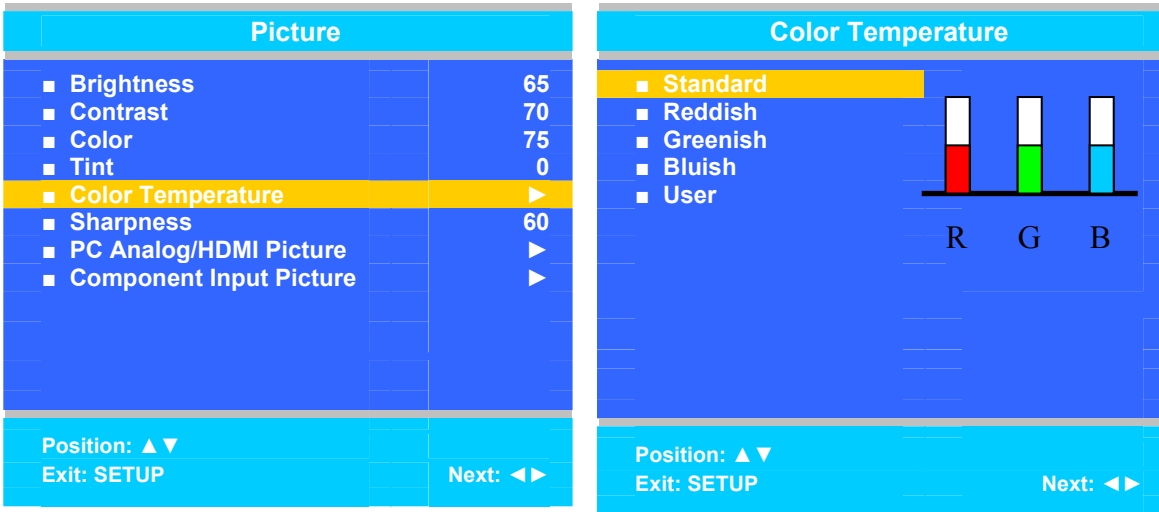 Picture
■ Brightness 65
■ Contrast 70
■ Color 75
■ Tint 0
■ Color Temperature ►
■ Sharpness 60
■ PC Analog/HDMI Picture ►
■ Component Input Picture ►
Position: ▲▼
Exit: SETUP Next: ◄►
Color Temperature
■ Standard
■ Reddish
■ Greenish
■ Bluish
■ User
R G B
Position: ▲▼
Exit: SETUP Next: ◄►